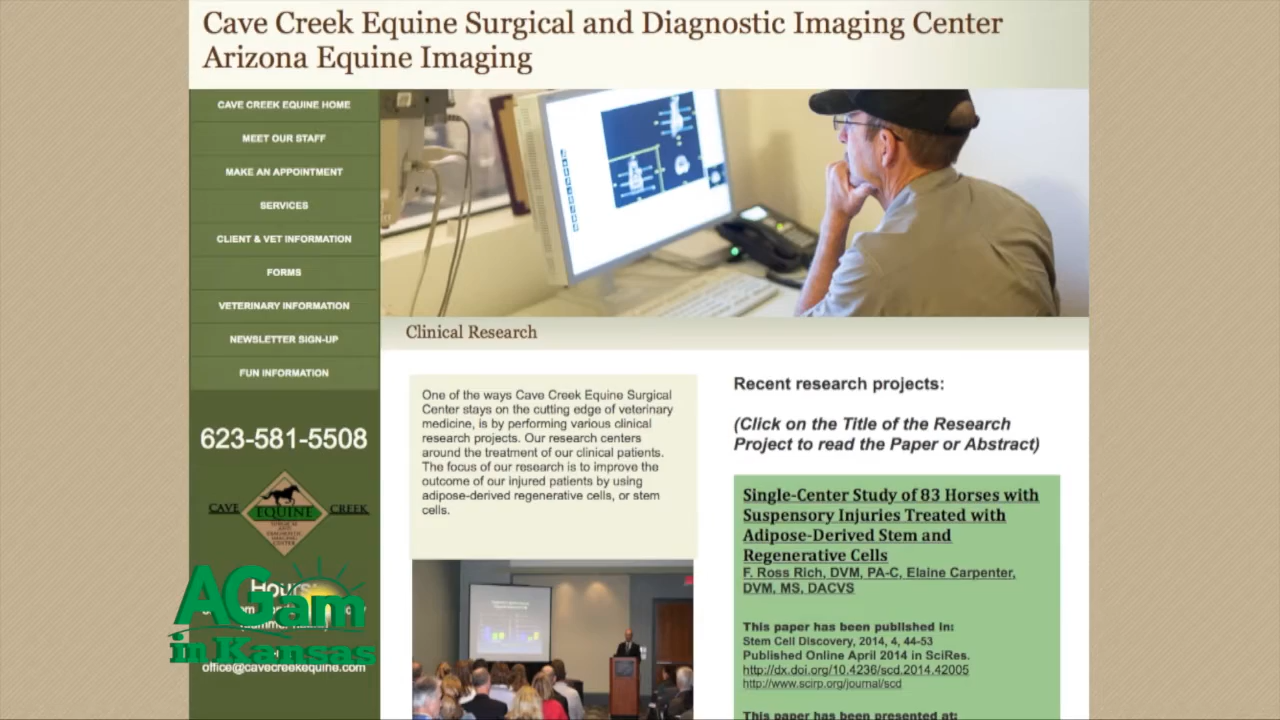 Cave Creek Equine Surgical and Diagnostic Imaging Center
Arizona Equine Imaging
CAVE CREEK EQUINE HOME
MEET OUR STAFF
MAKE AN APPOINTMENT
SERVICES
CLIENT & VET INFORMATION
FORMS
VETERINARY INFORMATION
NEWSLETTER SIGN-UP
FUN INFORMATION
623-581-5508
CAVE EQUINE CREEK
SURGICAL
AND
DIAGNOSTIC
IMAGING
CENTER
Hours:
AGam
in Kansas
office@cavecreekequine.com
Clinical Research
One of the ways Cave Creek Equine Surgical
Center stays on the cutting edge of veterinary
medicine, is by performing various clinical
research projects. Our research centers
around the treatment of our clinical patients.
The focus of our research is to improve the
outcome of our injured patients by using
adipose-derived regenerative cells, or stem
cells.
Recent research projects:
(Click on the Title of the Research
Project to read the Paper or Abstract)
Single-Center Study of 83 Horses with
Suspensory Injuries Treated with
Adipose-Derived Stem and
Regenerative Cells
F. Ross Rich, DVM, PA-C, Elaine Carpenter,
DVM, MS, DACVS
This paper has been published in:
Stem Cell Discovery, 2014, 4, 44-53
Published Online April 2014 in SciRes.
http://dx.doi.org/10.4236/scd.2014.42005
http://www.scirp.org/journal/scd
This paper has been presented at: